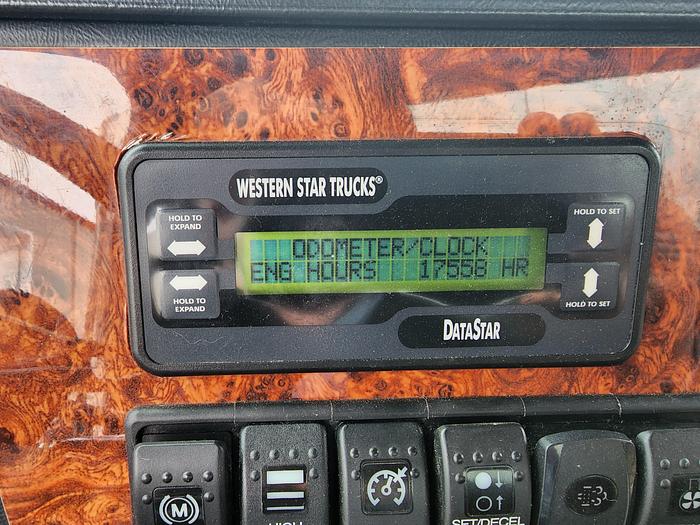 WESTERN STAR TRUCKS®
HOLD TO
EXPAND
HOLD TO SET
ODOMETER/CLOCK
ENG HOURS 17558 HR
HOLD TO
EXPAND
HOLD TO SET
DATASTAR
M
HIGH
SET/DECEL